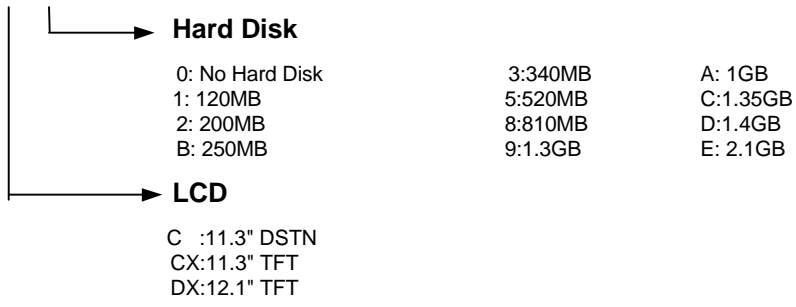 Hard Disk
0: No Hard Disk 3:340MB A: 1GB
1: 120MB 5:520MB C:1.35GB
2: 200MB 8:810MB D:1.4GB
B: 250MB 9:1.3GB E: 2.1GB
LCD
C :11.3" DSTN
CX:11.3" TFT
DX:12.1" TFT